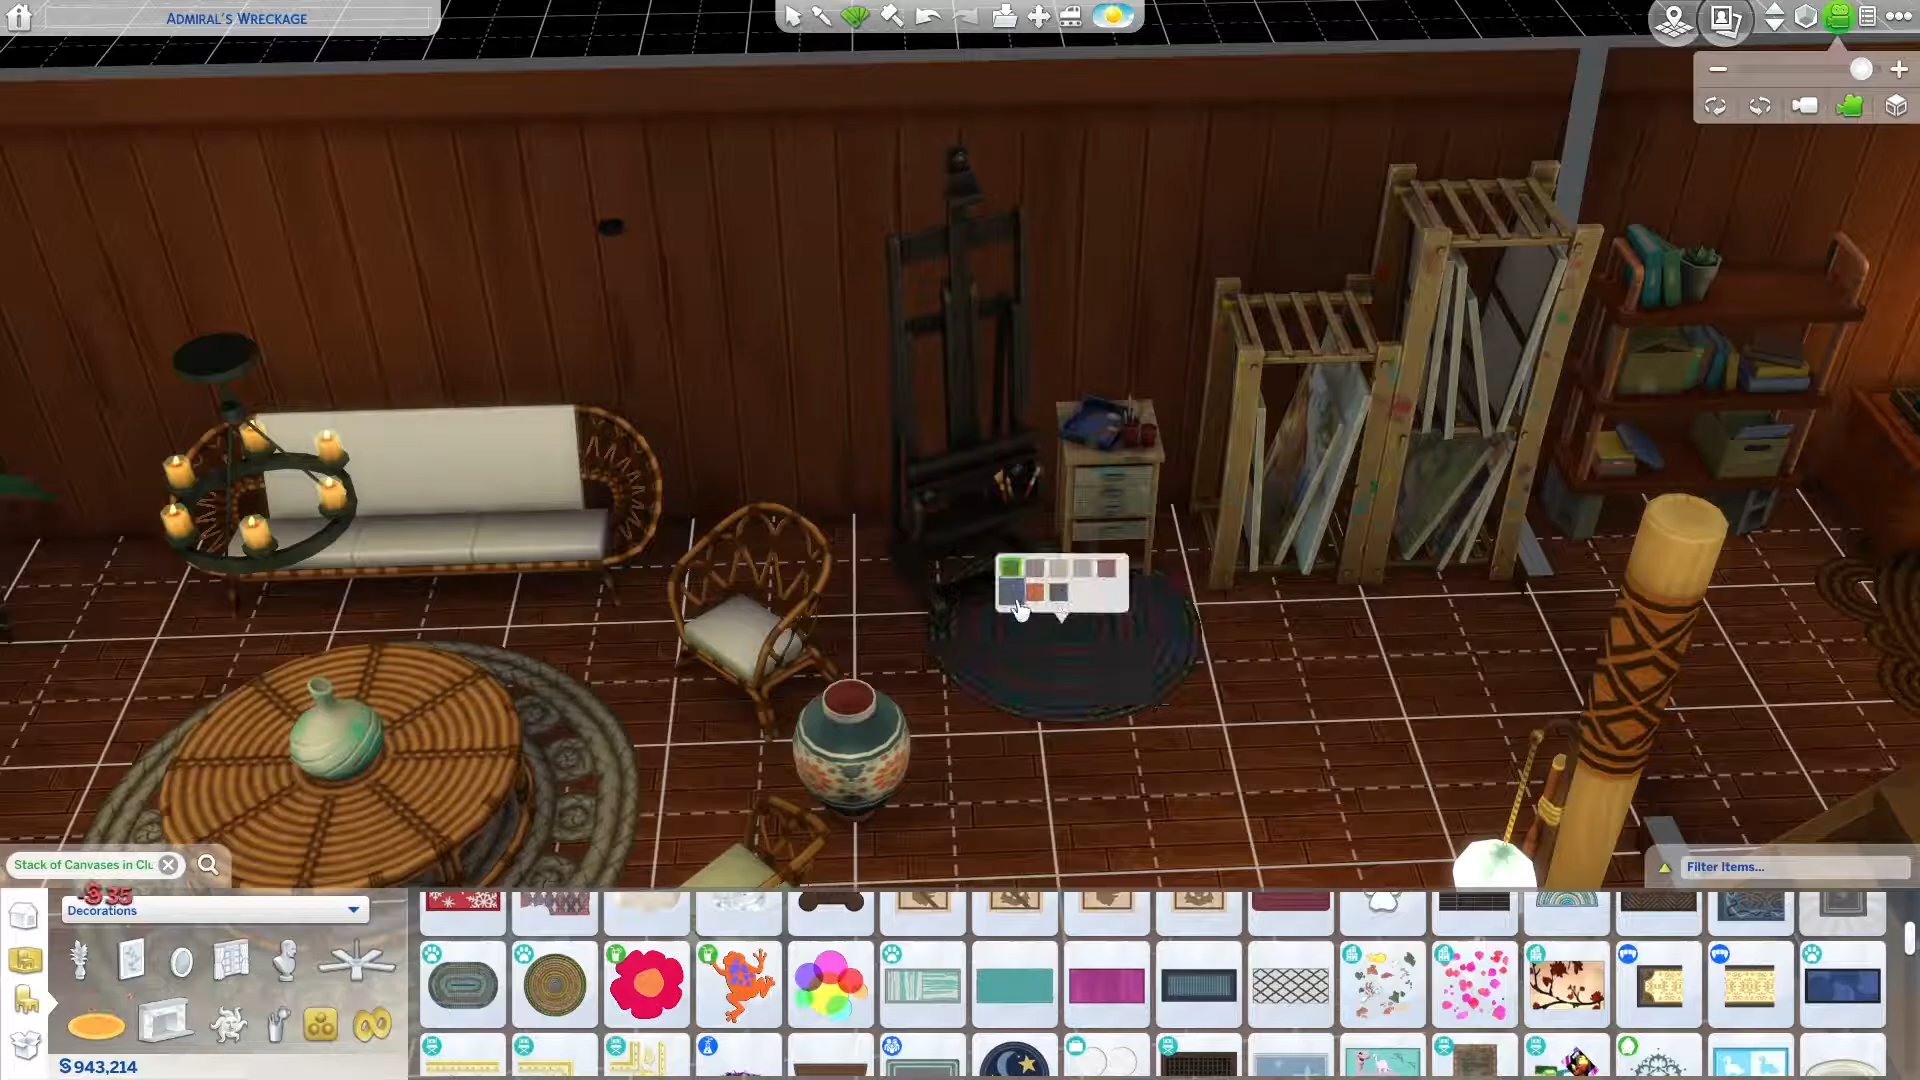 ADMIRAL'S WRECKAGE
Stack of Canvases in Clu
Filter Items...
-§35
Decorations
§943,214